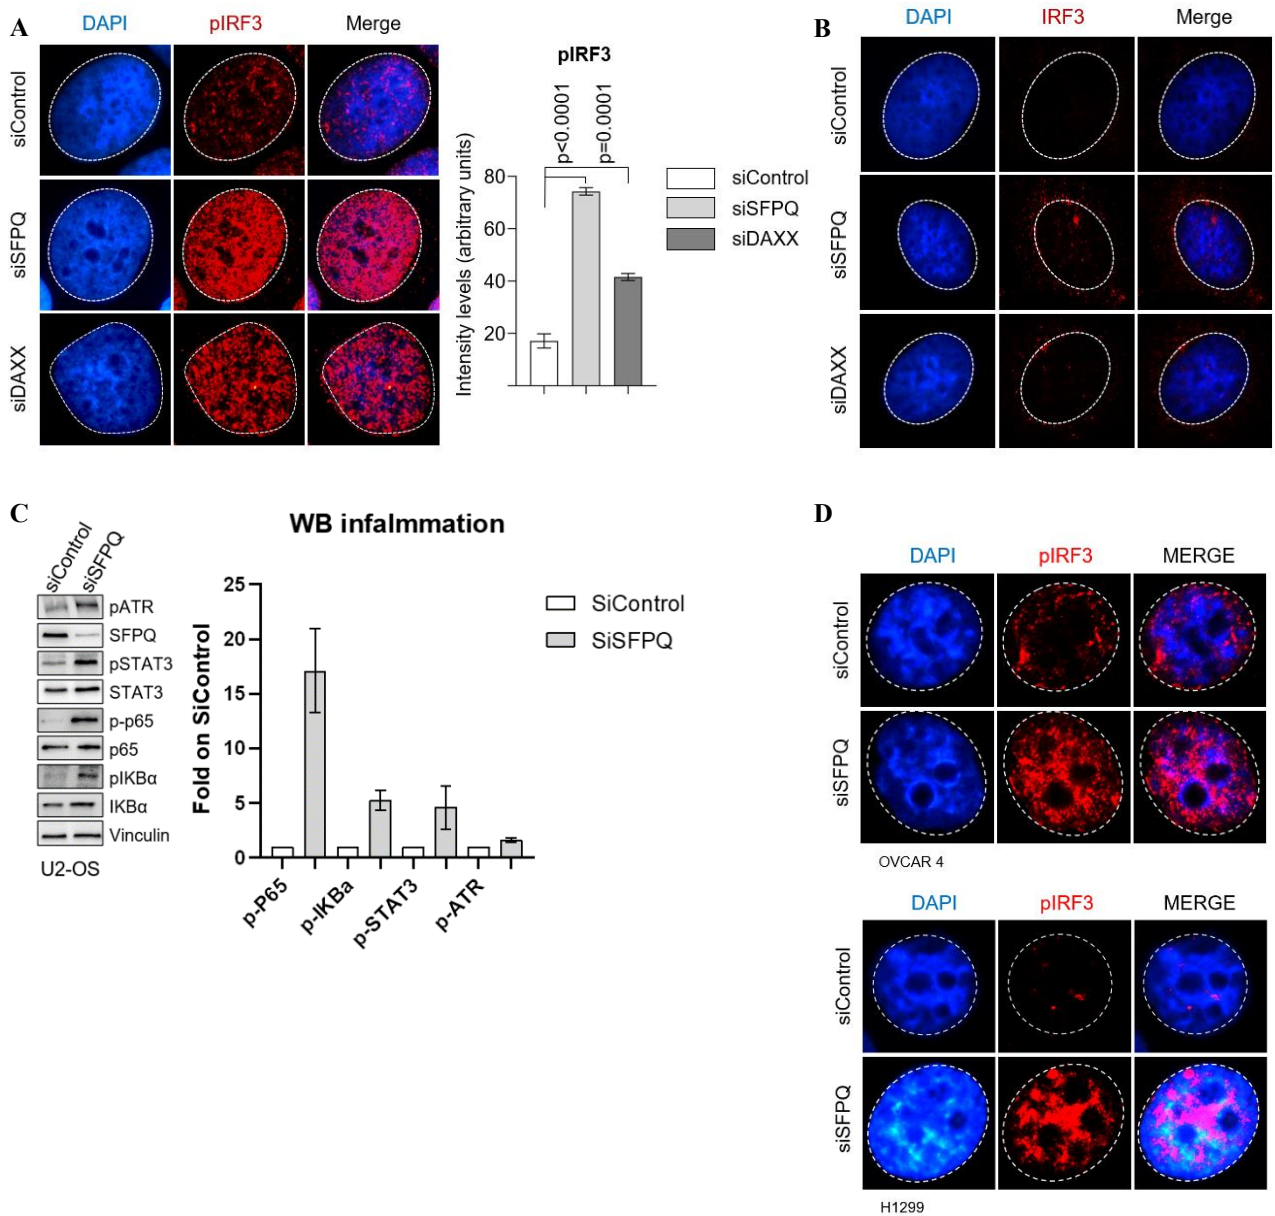 A
DAPI pIRF3 Merge
siControl
siSFPQ
siDAXX
pIRF3
p<0.0001
p=0.0001
Intensity levels (arbitrary units)
80
60
40
20
siControl
siSFPQ
siDAXX
B
DAPI IRF3 Merge
siControl
siSFPQ
siDAXX
C
siControl
siSFPQ
pATR
SFPQ
pSTAT3
STAT3
p-p65
p65
pIKBα
IKBα
Vinculin
U2-OS
WB infalmmation
Fold on SiControl
25
20
15
10
5
0
p-P65
p-IKBa
p-STAT3
p-ATR
SiControl
SiSFPQ
D
DAPI pIRF3 MERGE
siControl
siSFPQ
OVCAR 4
DAPI pIRF3 MERGE
siControl
siSFPQ
H1299